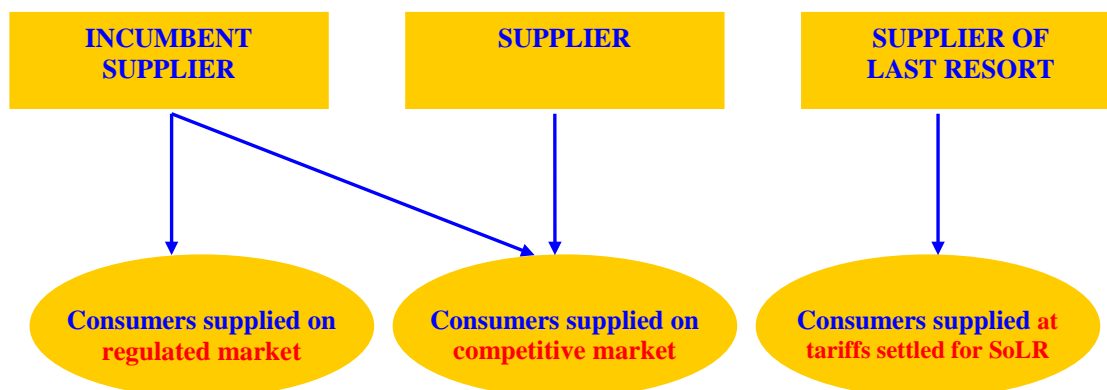 INCUMBENT
SUPPLIER
SUPPLIER
SUPPLIER OF
LAST RESORT
Consumers supplied on
regulated market
Consumers supplied on
competitive market
Consumers supplied at
tariffs settled for SoLR